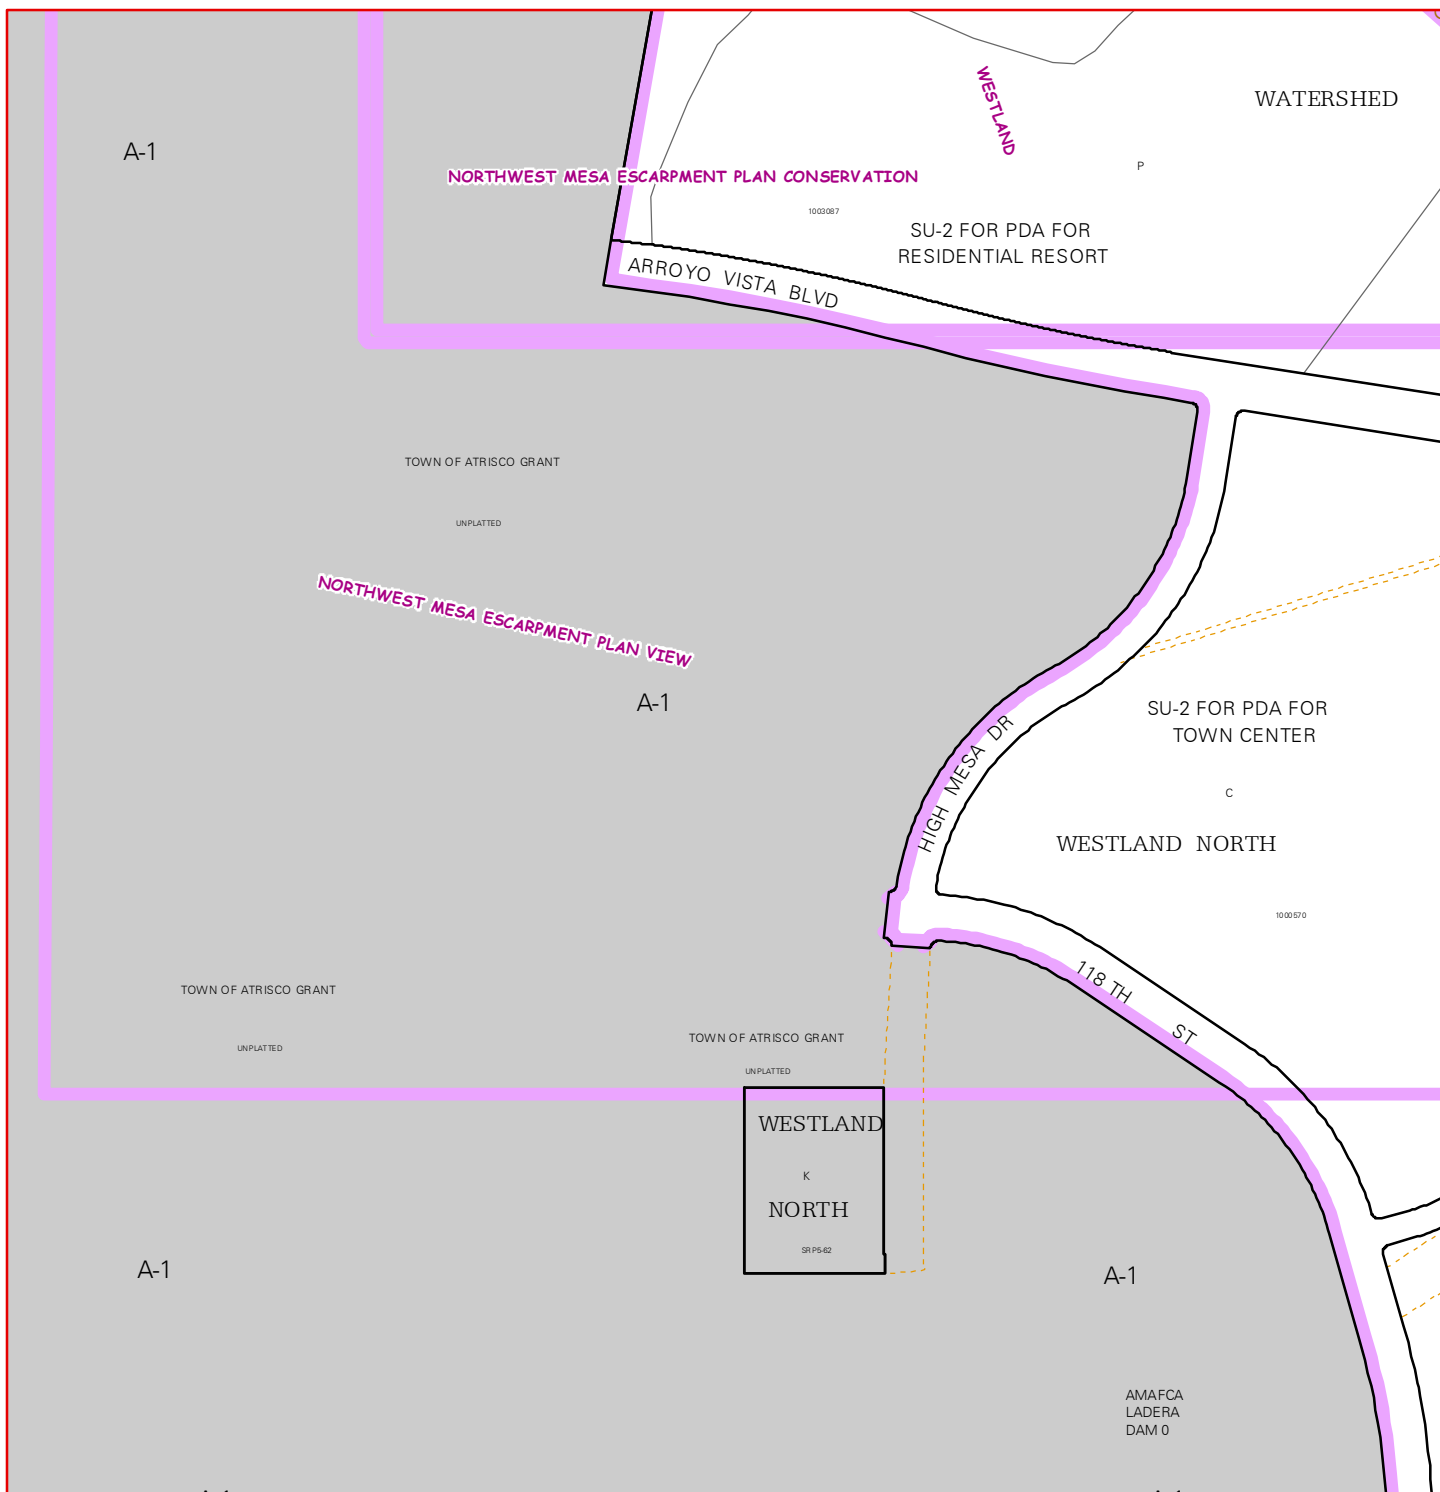 WESTLAND
WATERSHED
A-1
P
NORTHWEST MESA ESCARPMENT PLAN CONSERVATION
1003087
SU-2 FOR PDA FOR
RESIDENTIAL RESORT
ARROYO VISTA BLVD
TOWN OF ATRISCO GRANT
UNPLATTED
NORTHWEST MESA ESCARPMENT PLAN VIEW
A-1
SU-2 FOR PDA FOR
TOWN CENTER
HIGH MESA DR
C
WESTLAND NORTH
1000570
118 TH ST
TOWN OF ATRISCO GRANT
UNPLATTED
TOWN OF ATRISCO GRANT
UNPLATTED
WESTLAND
K
NORTH
SRP5-62
A-1
A-1
AMAFCA
LADERA
DAM 0